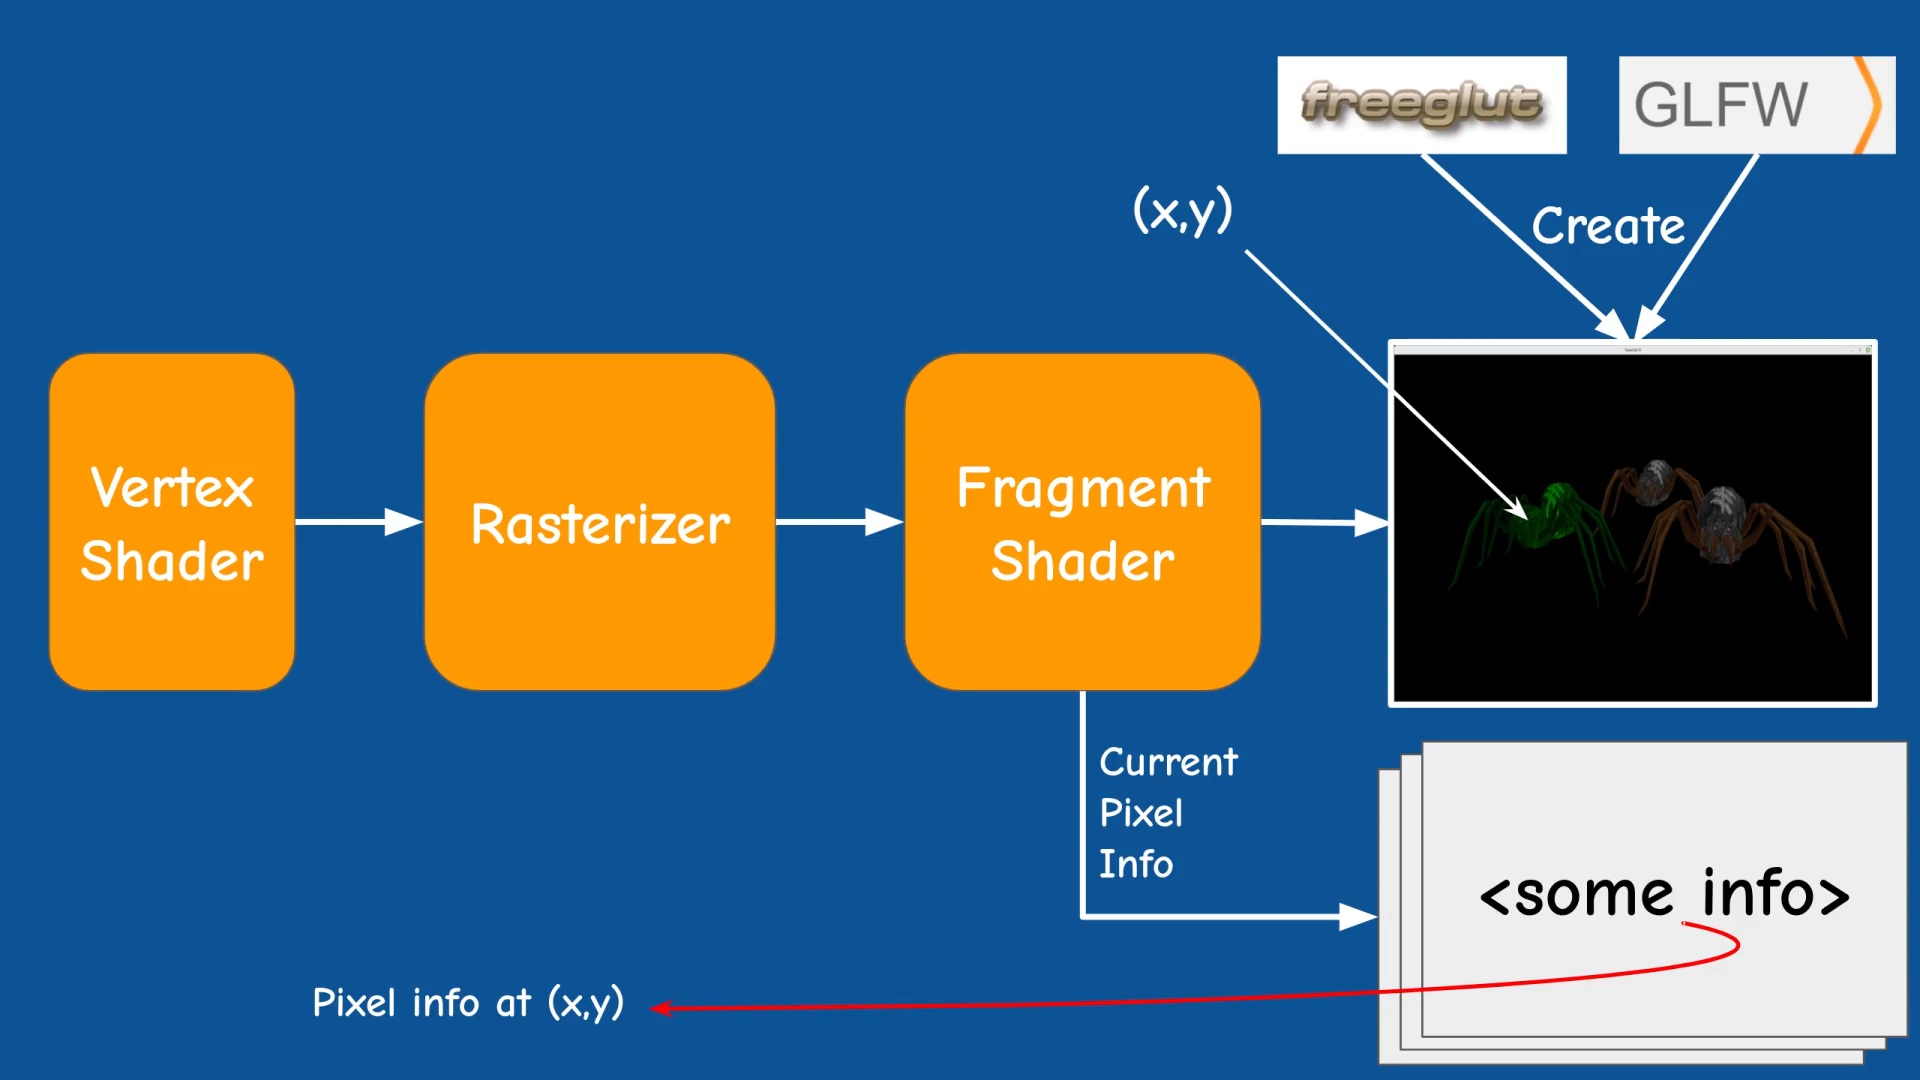 freeglut
GLFW
(x,y)
Create
Vertex
Shader
Rasterizer
Fragment
Shader
Current
Pixel
Info
<some info>
Pixel info at (x,y)